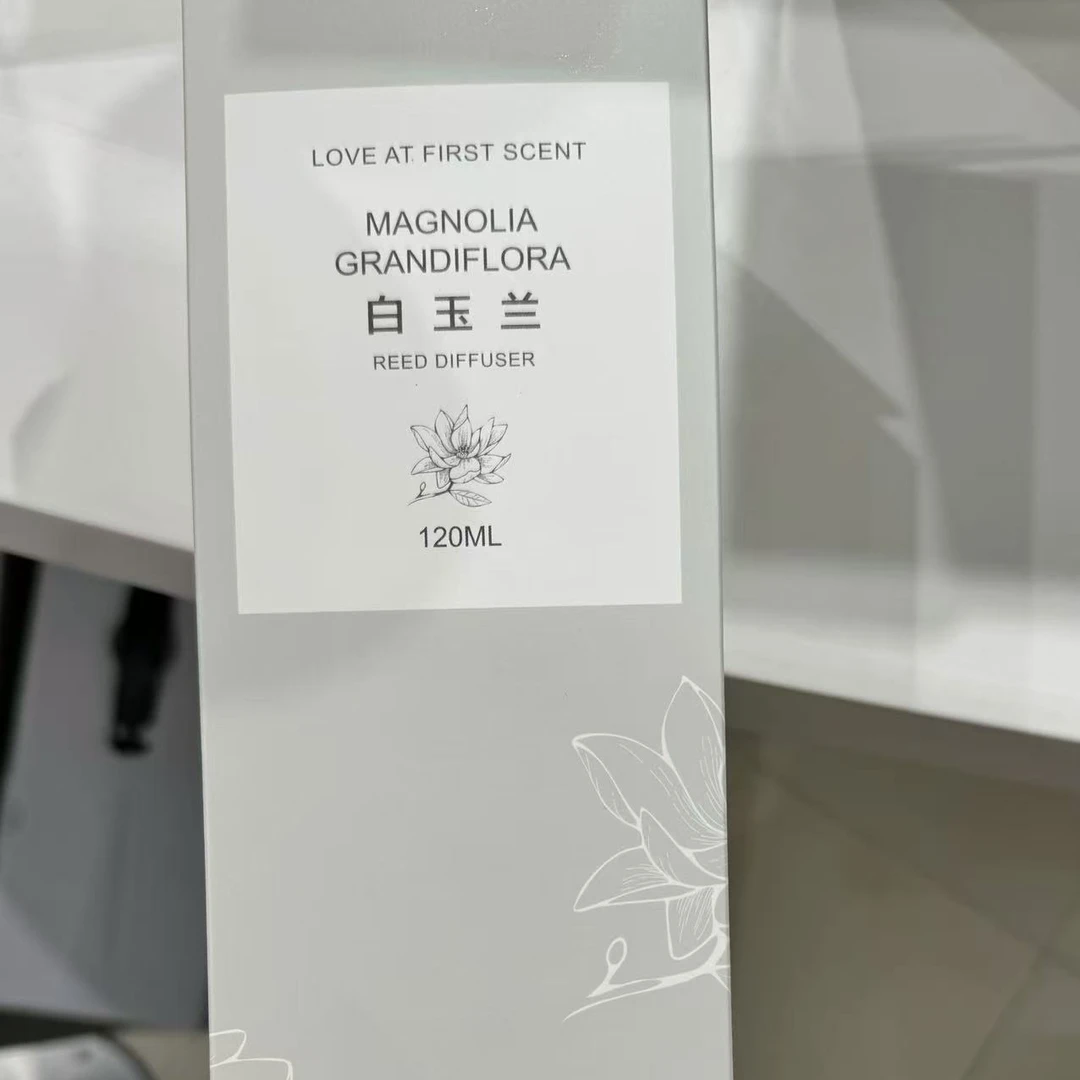 LOVE AT FIRST SCENT
MAGNOLIA
GRANDIFLORA
白玉兰
REED DIFFUSER
120ML